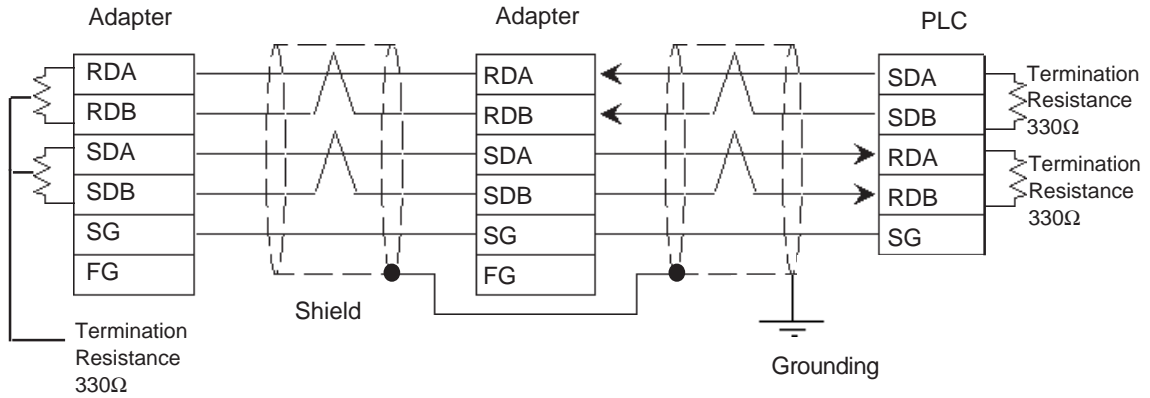 Adapter
RDA
RDB
SDA
SDB
SG
FG
Termination
Resistance
330Ω
Shield
Adapter
RDA
RDB
SDA
SDB
SG
FG
PLC
SDA
SDB
RDA
RDB
SG
Termination
Resistance
330Ω
Termination
Resistance
330Ω
Grounding